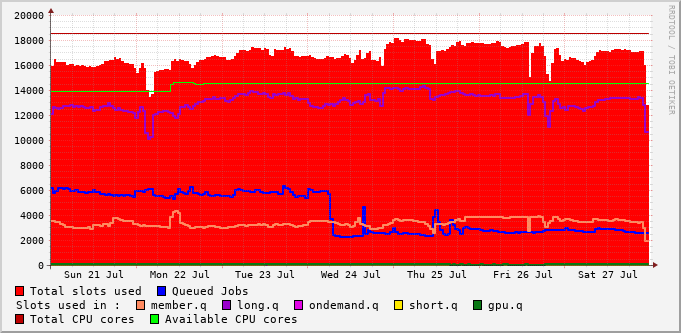 20000
18000
16000
14000
12000
10000
8000
6000
4000
2000
0
Sun 21 Jul Mon 22 Jul Tue 23 Jul Wed 24 Jul Thu 25 Jul Fri 26 Jul Sat 27 Jul
RRDTOOL / TOBI OETIKER
Total slots used Queued Jobs
Slots used in : member.q long.q ondemand.q short.q gpu.q
Total CPU cores Available CPU cores